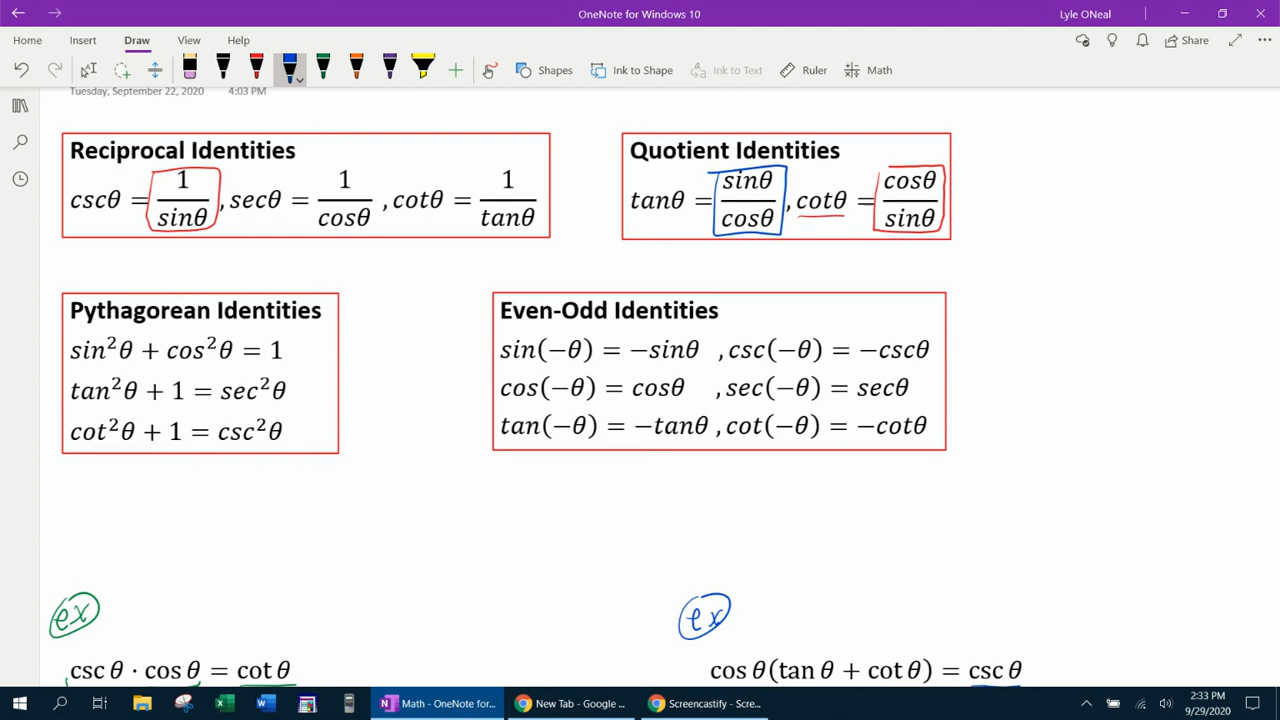 OneNote for Windows 10
Lyle ONeal
Home Insert Draw View Help
Share
Shapes Ink to Shape Ink to Text Ruler Math
Tuesday, September 22, 2020 4:03 PM
Reciprocal Identities
cscθ = 1/sinθ , secθ = 1/cosθ , cotθ = 1/tanθ
Quotient Identities
tanθ = sinθ/cosθ , cotθ = cosθ/sinθ
Pythagorean Identities
sin²θ + cos²θ = 1
tan²θ + 1 = sec²θ
cot²θ + 1 = csc²θ
Even-Odd Identities
sin(−θ) = −sinθ , csc(−θ) = −cscθ
cos(−θ) = cosθ , sec(−θ) = secθ
tan(−θ) = −tanθ , cot(−θ) = −cotθ
ex
csc θ · cos θ = cot θ
ex
cos θ(tan θ + cot θ) = csc θ
Math - OneNote for...
New Tab - Google ...
Screencastify - Scre...
2:33 PM
9/29/2020